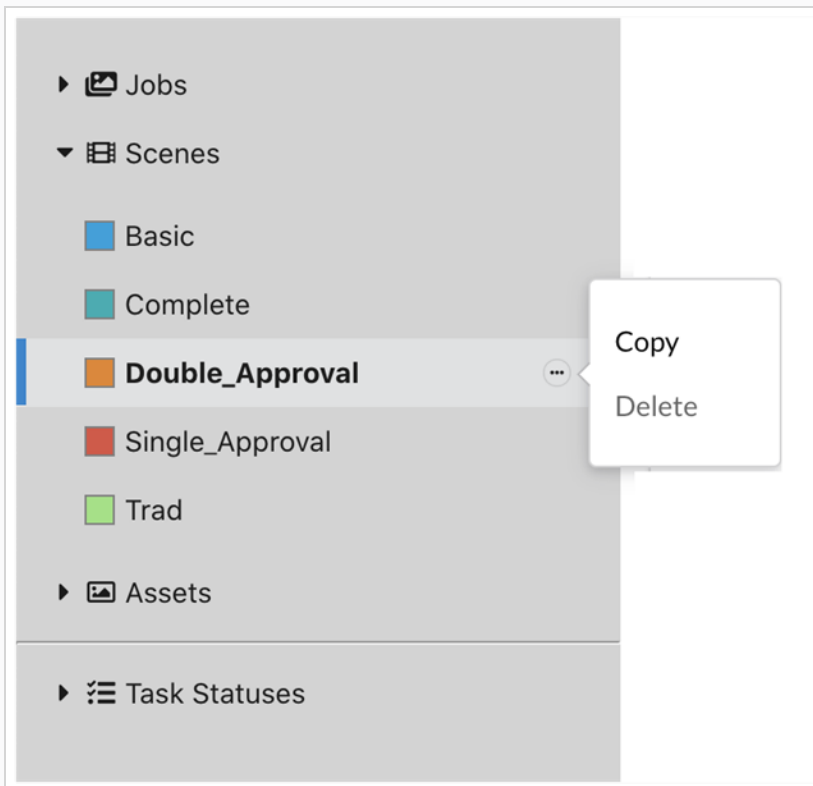 Jobs
Scenes
Basic
Complete
Double_Approval
Single_Approval
Trad
Assets
Task Statuses
Copy
Delete